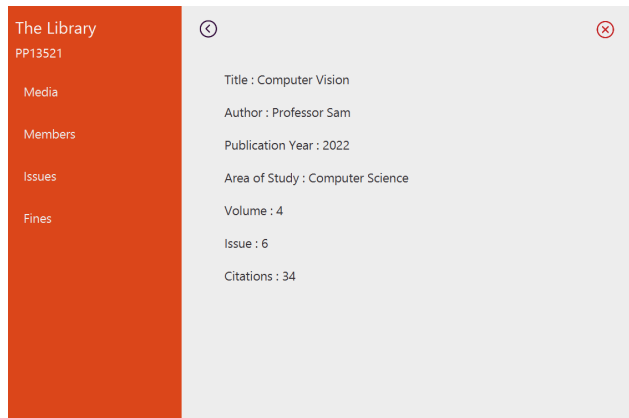 The Library
PP13521
Media
Members
Issues
Fines
Title : Computer Vision
Author : Professor Sam
Publication Year : 2022
Area of Study : Computer Science
Volume : 4
Issue : 6
Citations : 34